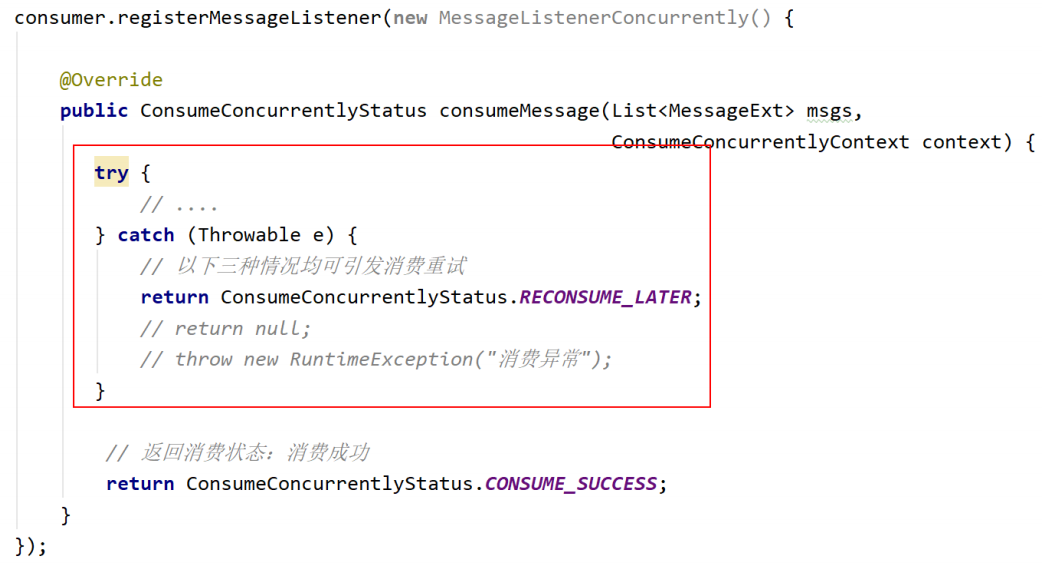 consumer.registerMessageListener(new MessageListenerConcurrently() {
@Override
public ConsumeConcurrentlyStatus consumeMessage(List<MessageExt> msgs,
ConsumeConcurrentlyContext context) {
try {
// ....
} catch (Throwable e) {
// 以下三种情况均可引发消费重试
return ConsumeConcurrentlyStatus.RECONSUME_LATER;
// return null;
// throw new RuntimeException("消费异常");
}
// 返回消费状态：消费成功
return ConsumeConcurrentlyStatus.CONSUME_SUCCESS;
}
});